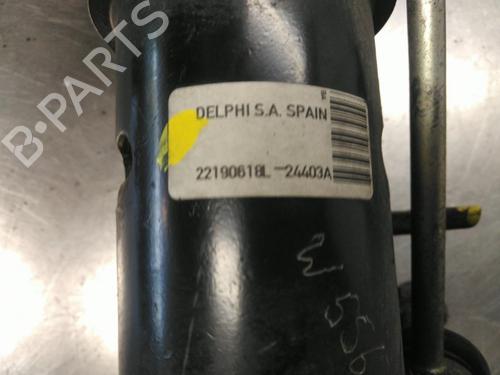 DELPHI S.A. SPAIN
22190618L -24403A
B-PARTS